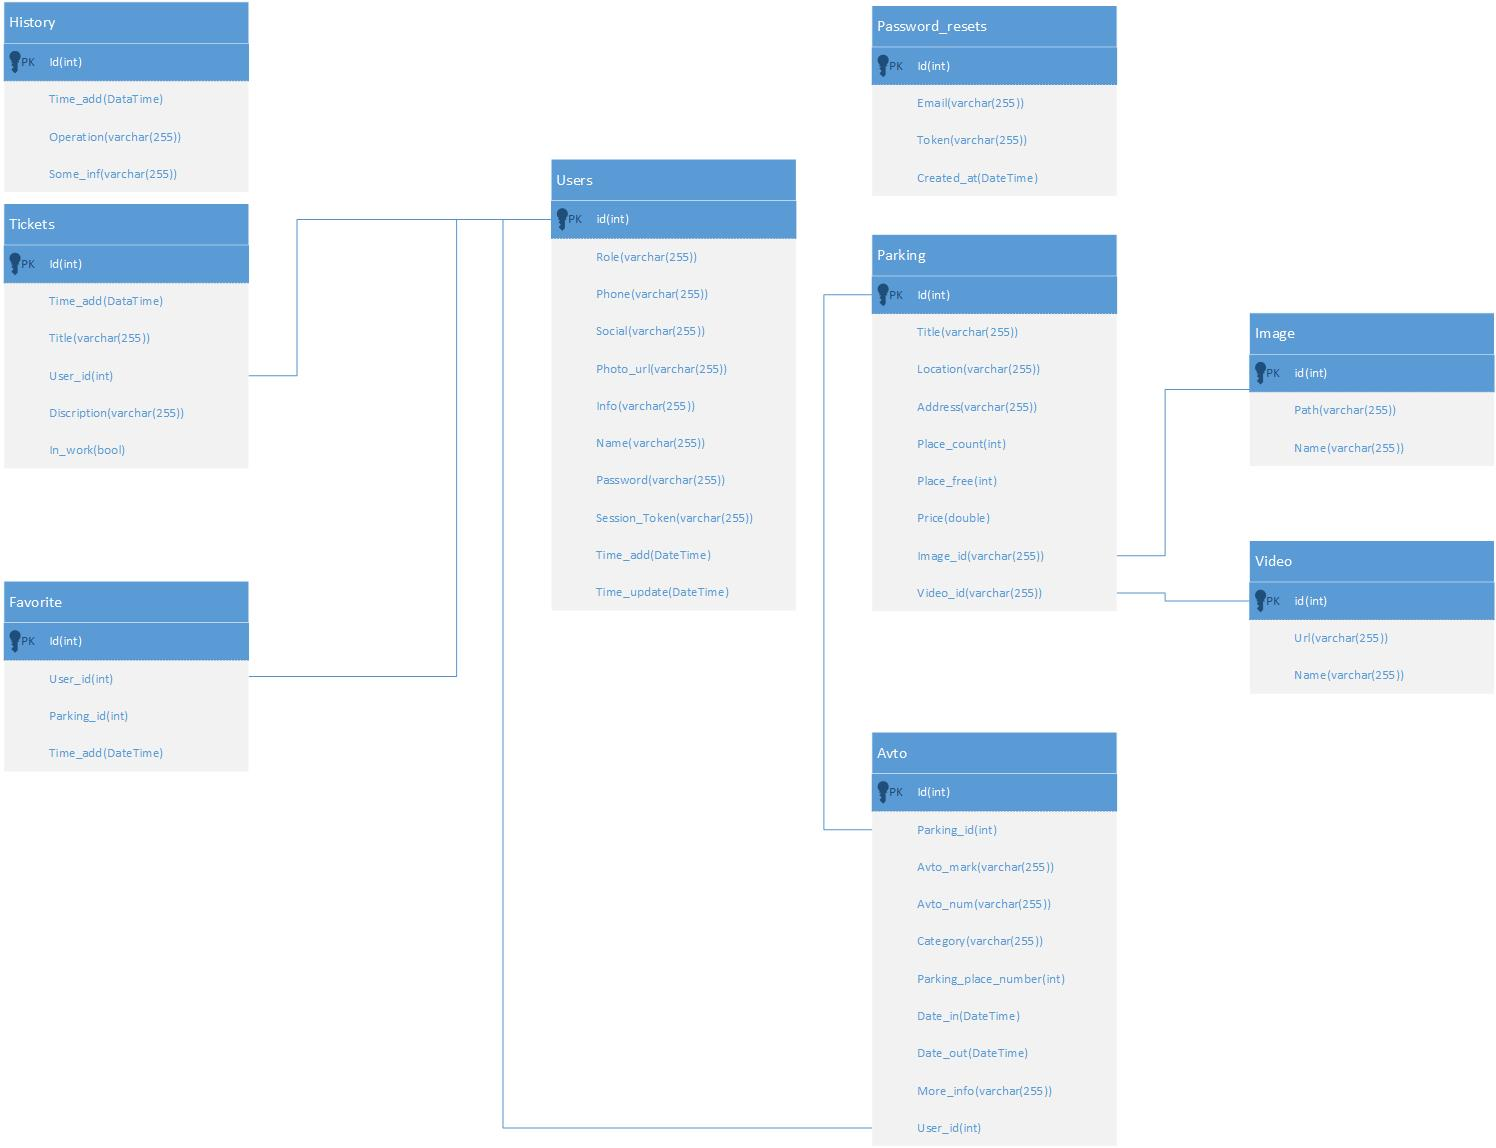 History
PK Id(int)
Time_add(DataTime)
Operation(varchar(255))
Some_inf(varchar(255))
Tickets
PK Id(int)
Time_add(DataTime)
Title(varchar(255))
User_id(int)
Discription(varchar(255))
In_work(bool)
Favorite
PK Id(int)
User_id(int)
Parking_id(int)
Time_add(DateTime)
Users
PK id(int)
Role(varchar(255))
Phone(varchar(255))
Social(varchar(255))
Photo_url(varchar(255))
Info(varchar(255))
Name(varchar(255))
Password(varchar(255))
Session_Token(varchar(255))
Time_add(DateTime)
Time_update(DateTime)
Password_resets
PK Id(int)
Email(varchar(255))
Token(varchar(255))
Created_at(DateTime)
Parking
PK Id(int)
Title(varchar(255))
Location(varchar(255))
Address(varchar(255))
Place_count(int)
Place_free(int)
Price(double)
Image_id(varchar(255))
Video_id(varchar(255))
Avto
PK Id(int)
Parking_id(int)
Avto_mark(varchar(255))
Avto_num(varchar(255))
Category(varchar(255))
Parking_place_number(int)
Date_in(DateTime)
Date_out(DateTime)
More_info(varchar(255))
User_id(int)
Image
PK id(int)
Path(varchar(255))
Name(varchar(255))
Video
PK id(int)
Url(varchar(255))
Name(varchar(255))